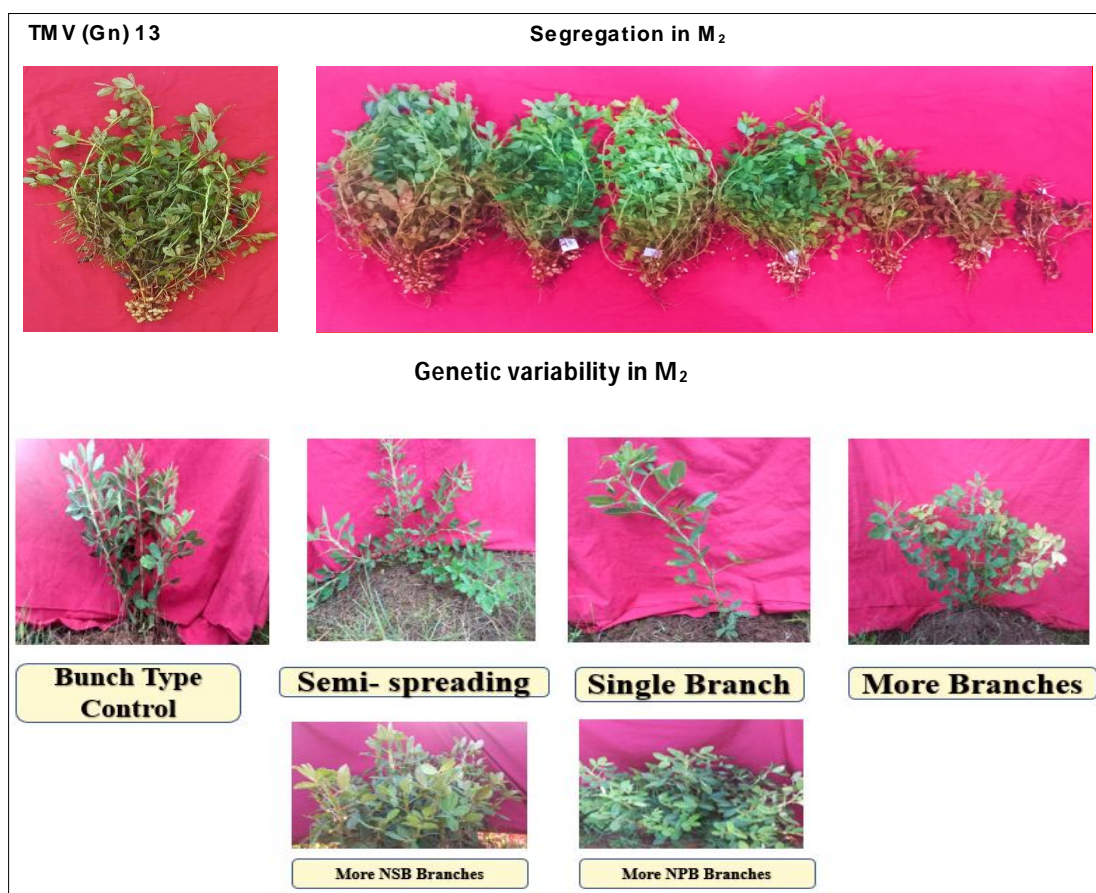 TMV (Gn) 13
Segregation in M₂
Genetic variability in M₂
Bunch Type
Control
Semi- spreading
Single Branch
More Branches
More NSB Branches
More NPB Branches